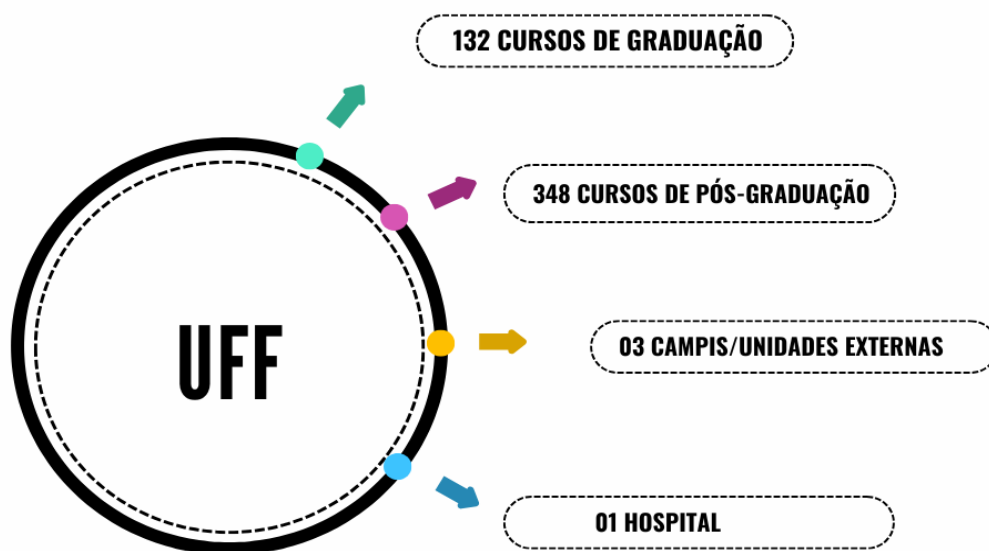 132 CURSOS DE GRADUAÇÃO
348 CURSOS DE PÓS-GRADUAÇÃO
UFF
03 CAMPIS/UNIDADES EXTERNAS
01 HOSPITAL